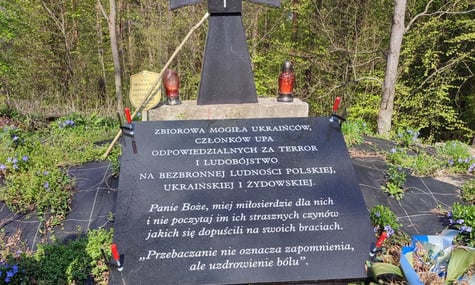 ZBIOROWA MOGIŁA UKRAIŃCÓW,
CZŁONKÓW UPA
ODPOWIEDZIALNYCH ZA TERROR
I LUDOBÓJSTWO
NA BEZBRONNEJ LUDNOŚCI POLSKIEJ,
UKRAIŃSKIEJ I ŻYDOWSKIEJ.
Panie Boże, miej miłosierdzie dla nich
i nie poczytaj im ich strasznych czynów
jakich się dopuścili na swoich braciach.
„Przebaczanie nie oznacza zapomnienia,
ale uzdrowienie bólu".